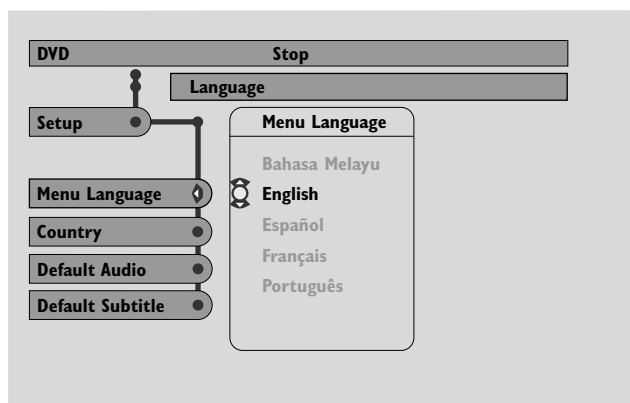 DVD Stop
Language
Setup
Menu Language
Bahasa Melayu
Menu Language
English
Country
Español
Default Audio
Français
Default Subtitle
Português